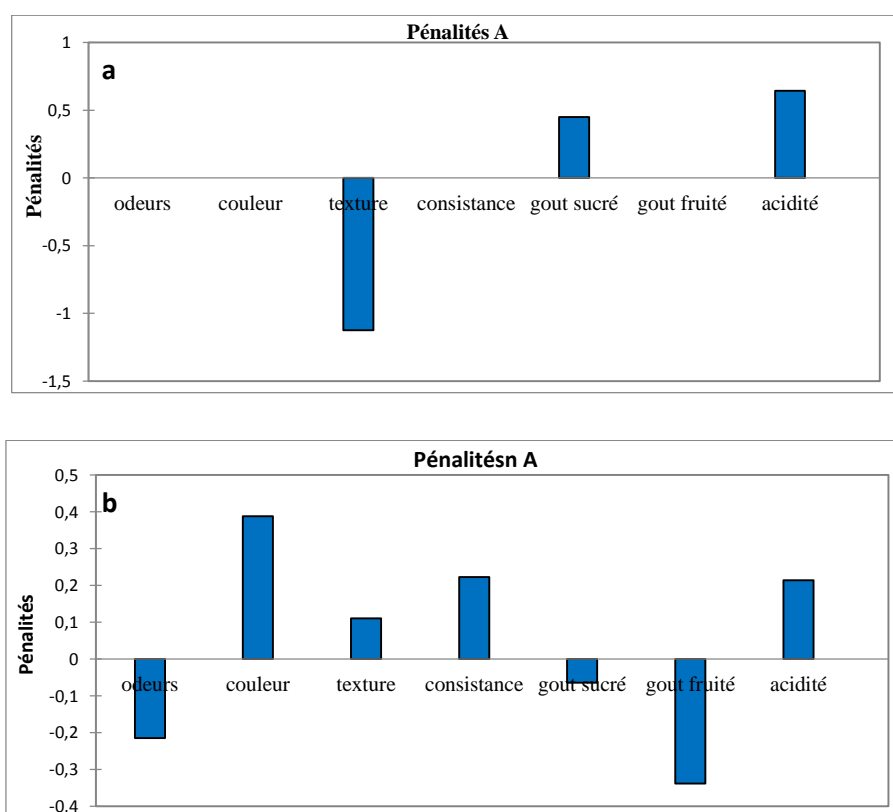 Pénalités A
a
Pénalités
1
0,5
0
-0,5
-1
-1,5
odeurs couleur texture consistance gout sucré gout fruité acidité
Pénalitésn A
b
Pénalités
0,5
0,4
0,3
0,2
0,1
0
-0,1
-0,2
-0,3
-0,4
odeurs couleur texture consistance gout sucré gout fruité acidité